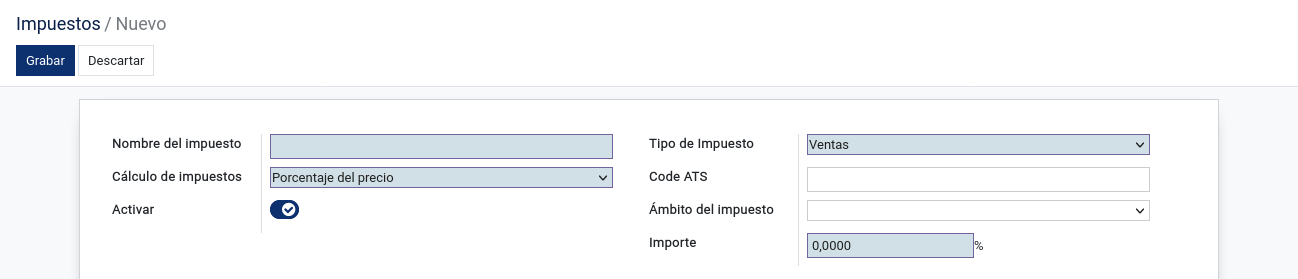 Impuestos / Nuevo
Grabar Descartar
Nombre del impuesto
Cálculo de impuestos Porcentaje del precio
Activar
Tipo de Impuesto Ventas
Code ATS
Ámbito del impuesto
Importe 0,0000 %